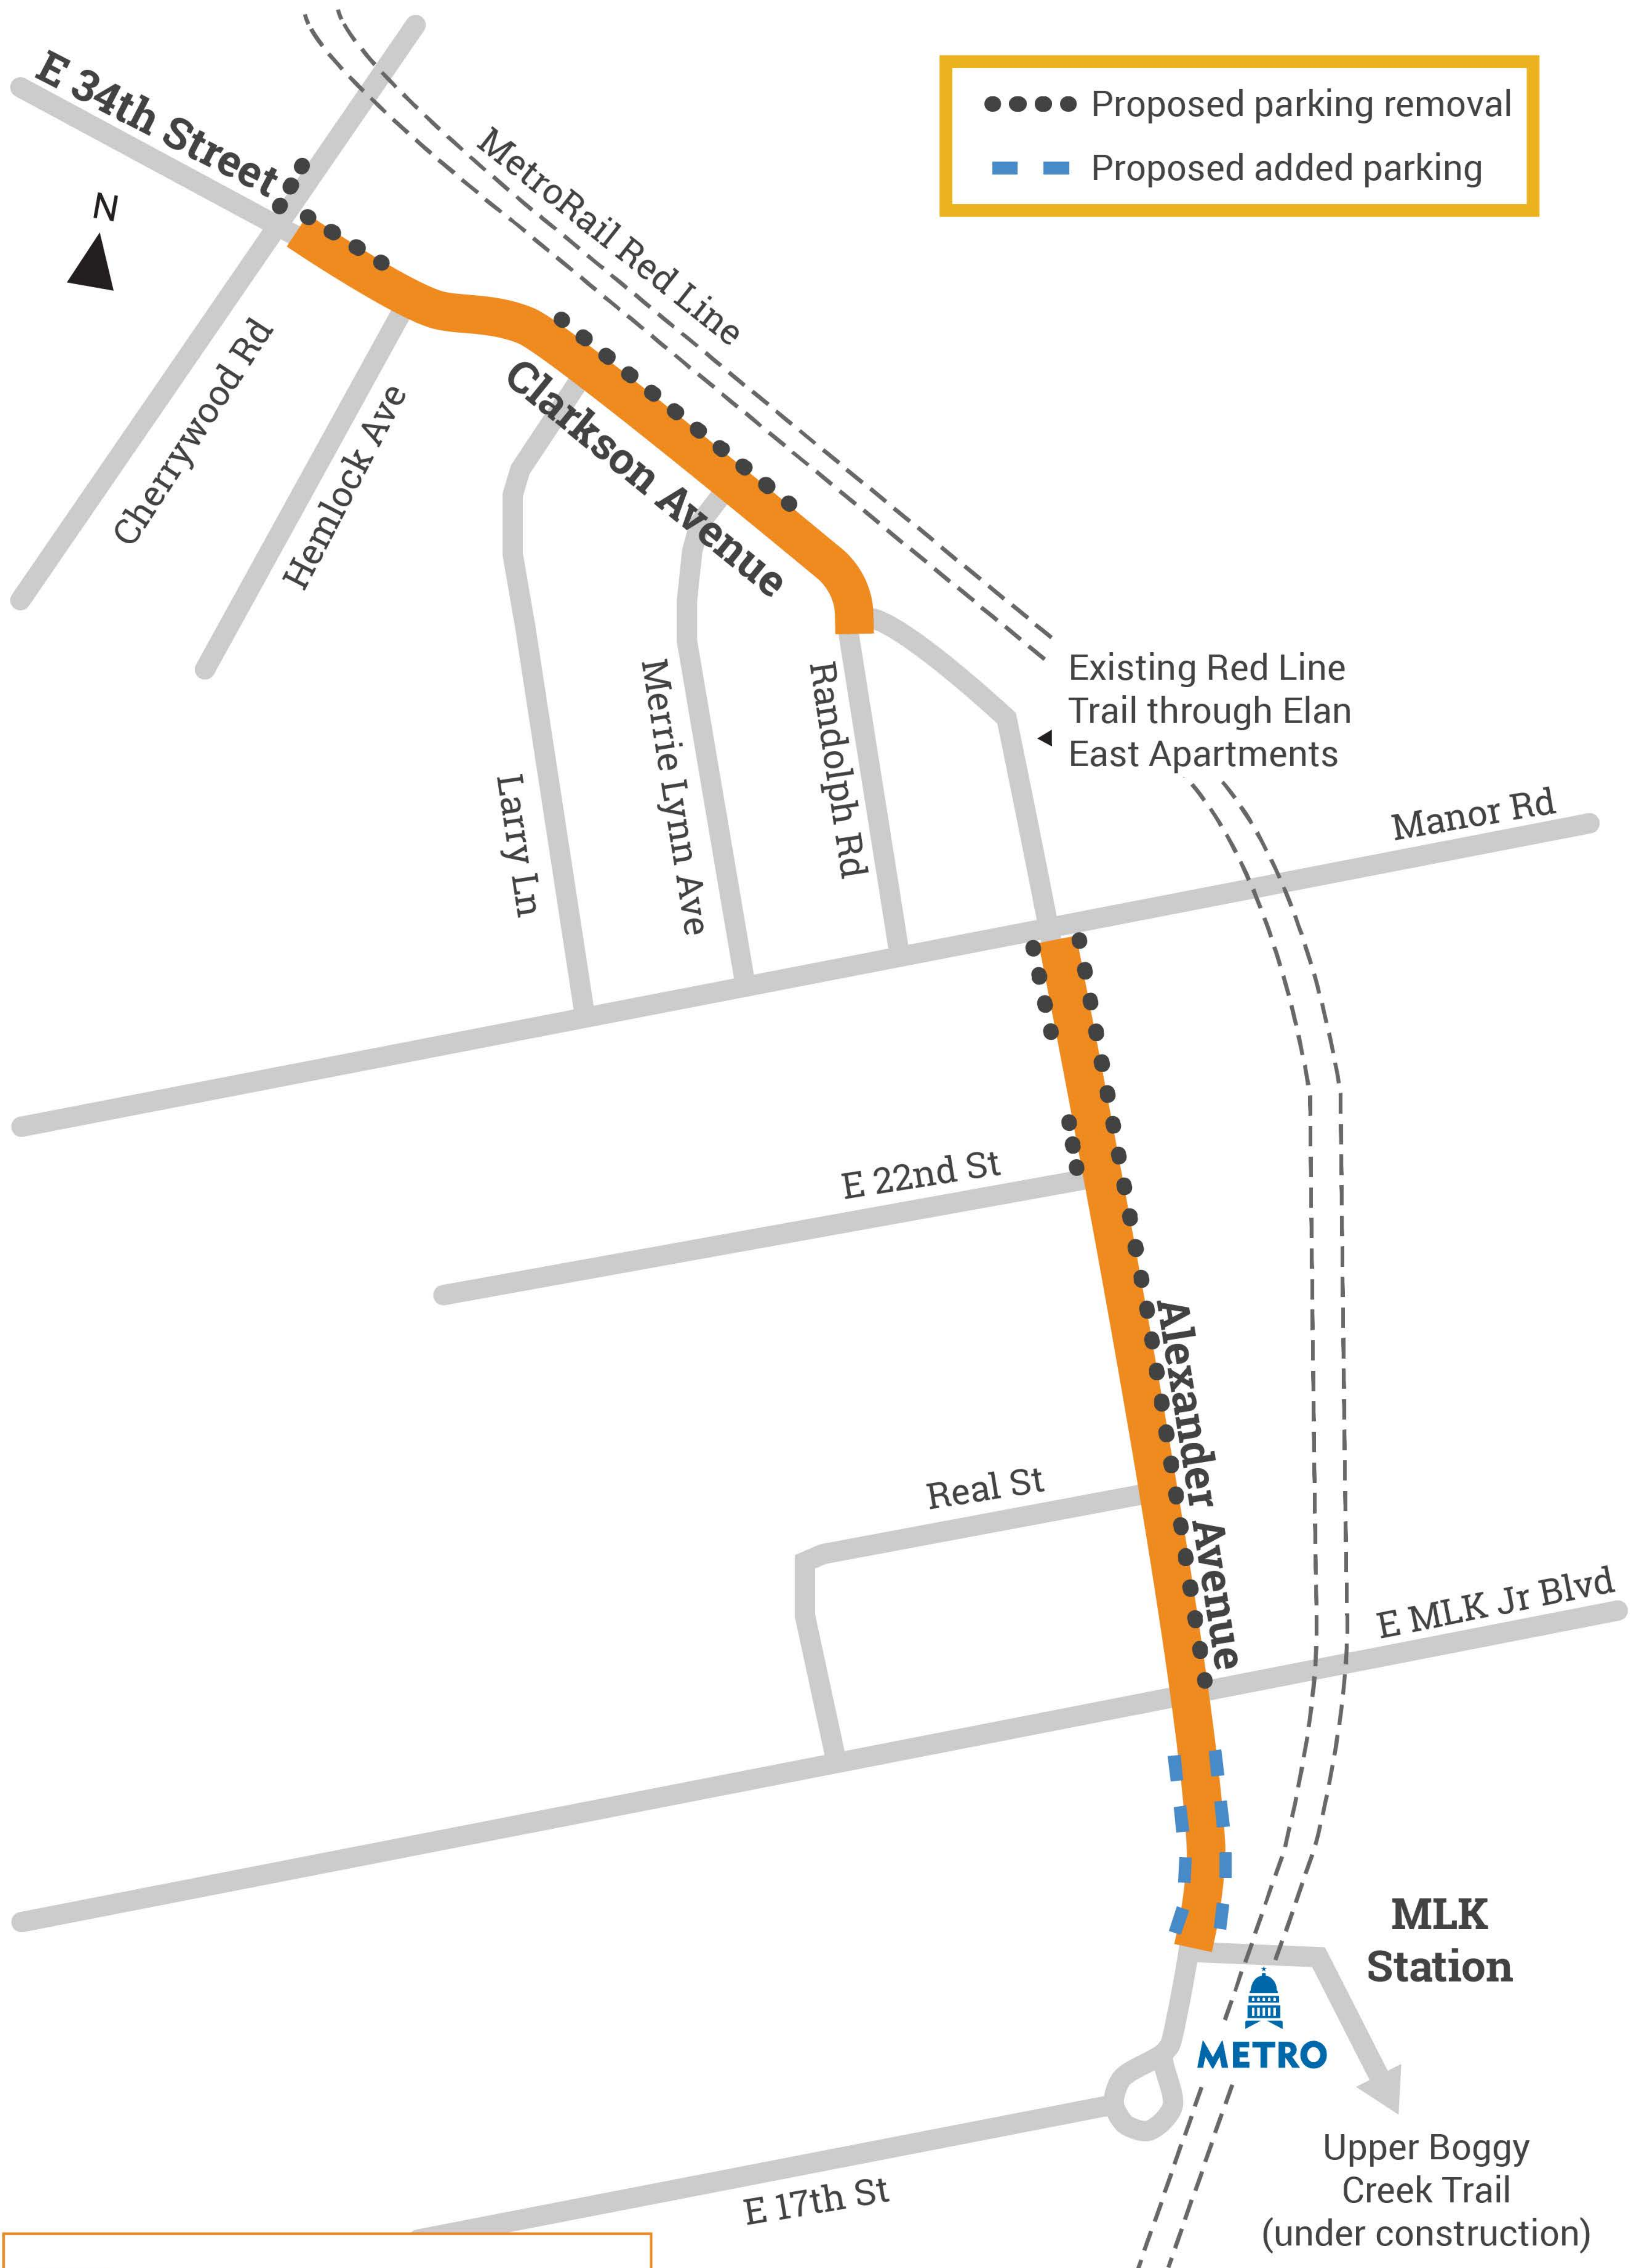 E 34th Street
Proposed parking removal
Proposed added parking
N
MetroRail Red Line
Cherrywood Rd
Hemlock Ave
Clarkson Avenue
Existing Red Line
Trail through Elan
East Apartments
Larry Ln
Merrie Lynn Ave
Randolph Rd
Manor Rd
E 22nd St
Alexander Avenue
Real St
E MLK Jr Blvd
MLK
Station
METRO
Upper Boggy
Creek Trail
(under construction)
E 17th St